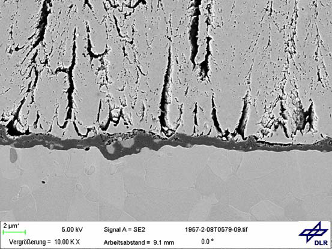 2 µm
5.00 kV
Signal A = SE2
1957-2-08T0579-09.tif
Vergrößerung = 10.00 K X
Arbeitsabstand = 9.1 mm
0.0 °
DLR